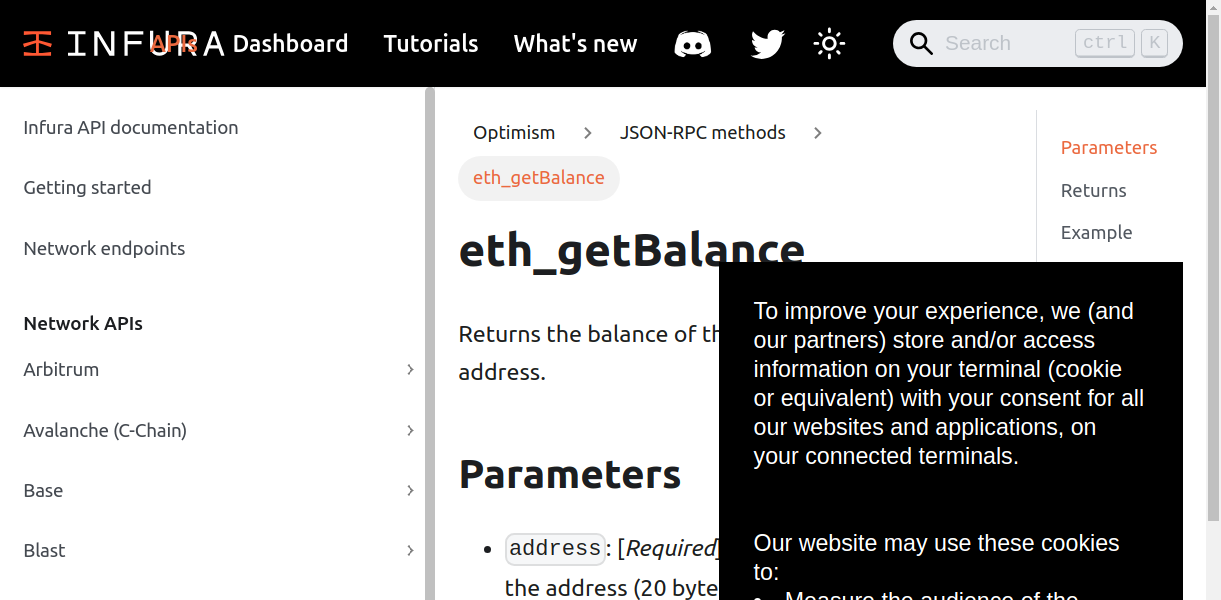 INFURA APIs Dashboard Tutorials What's new Search ctrl K
Infura API documentation
Getting started
Network endpoints
Network APIs
Arbitrum
Avalanche (C-Chain)
Base
Blast
Optimism
JSON-RPC methods
eth_getBalance
eth_getBalance
Returns the balance of th
address.
Parameters
address: [Required]
the address (20 byte
Parameters
Returns
Example
To improve your experience, we (and
our partners) store and/or access
information on your terminal (cookie
or equivalent) with your consent for all
our websites and applications, on
your connected terminals.
Our website may use these cookies
to:
• Measure the audience of the